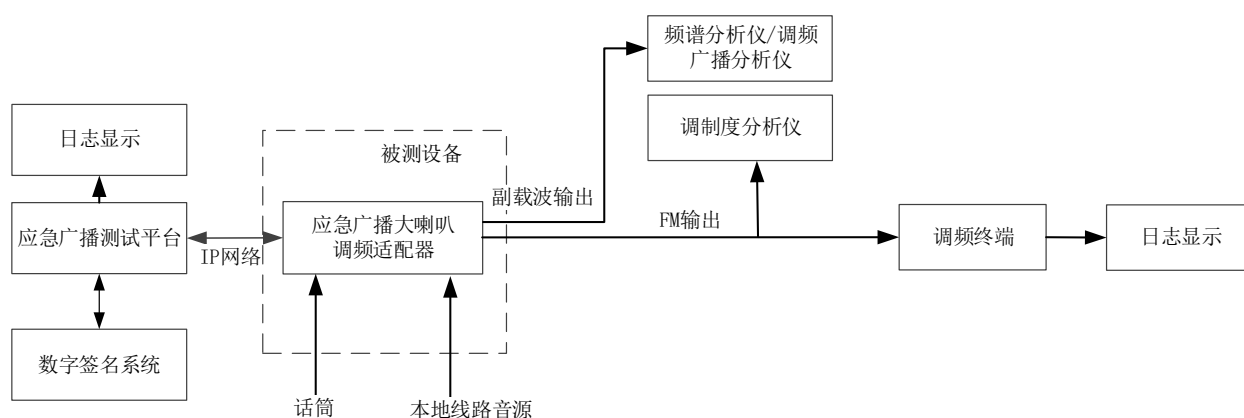 频谱分析仪/调频
广播分析仪
调制度分析仪
日志显示
被测设备
副载波输出
应急广播测试平台
IP网络
应急广播大喇叭
调频适配器
FM输出
调频终端
日志显示
数字签名系统
话筒
本地线路音源